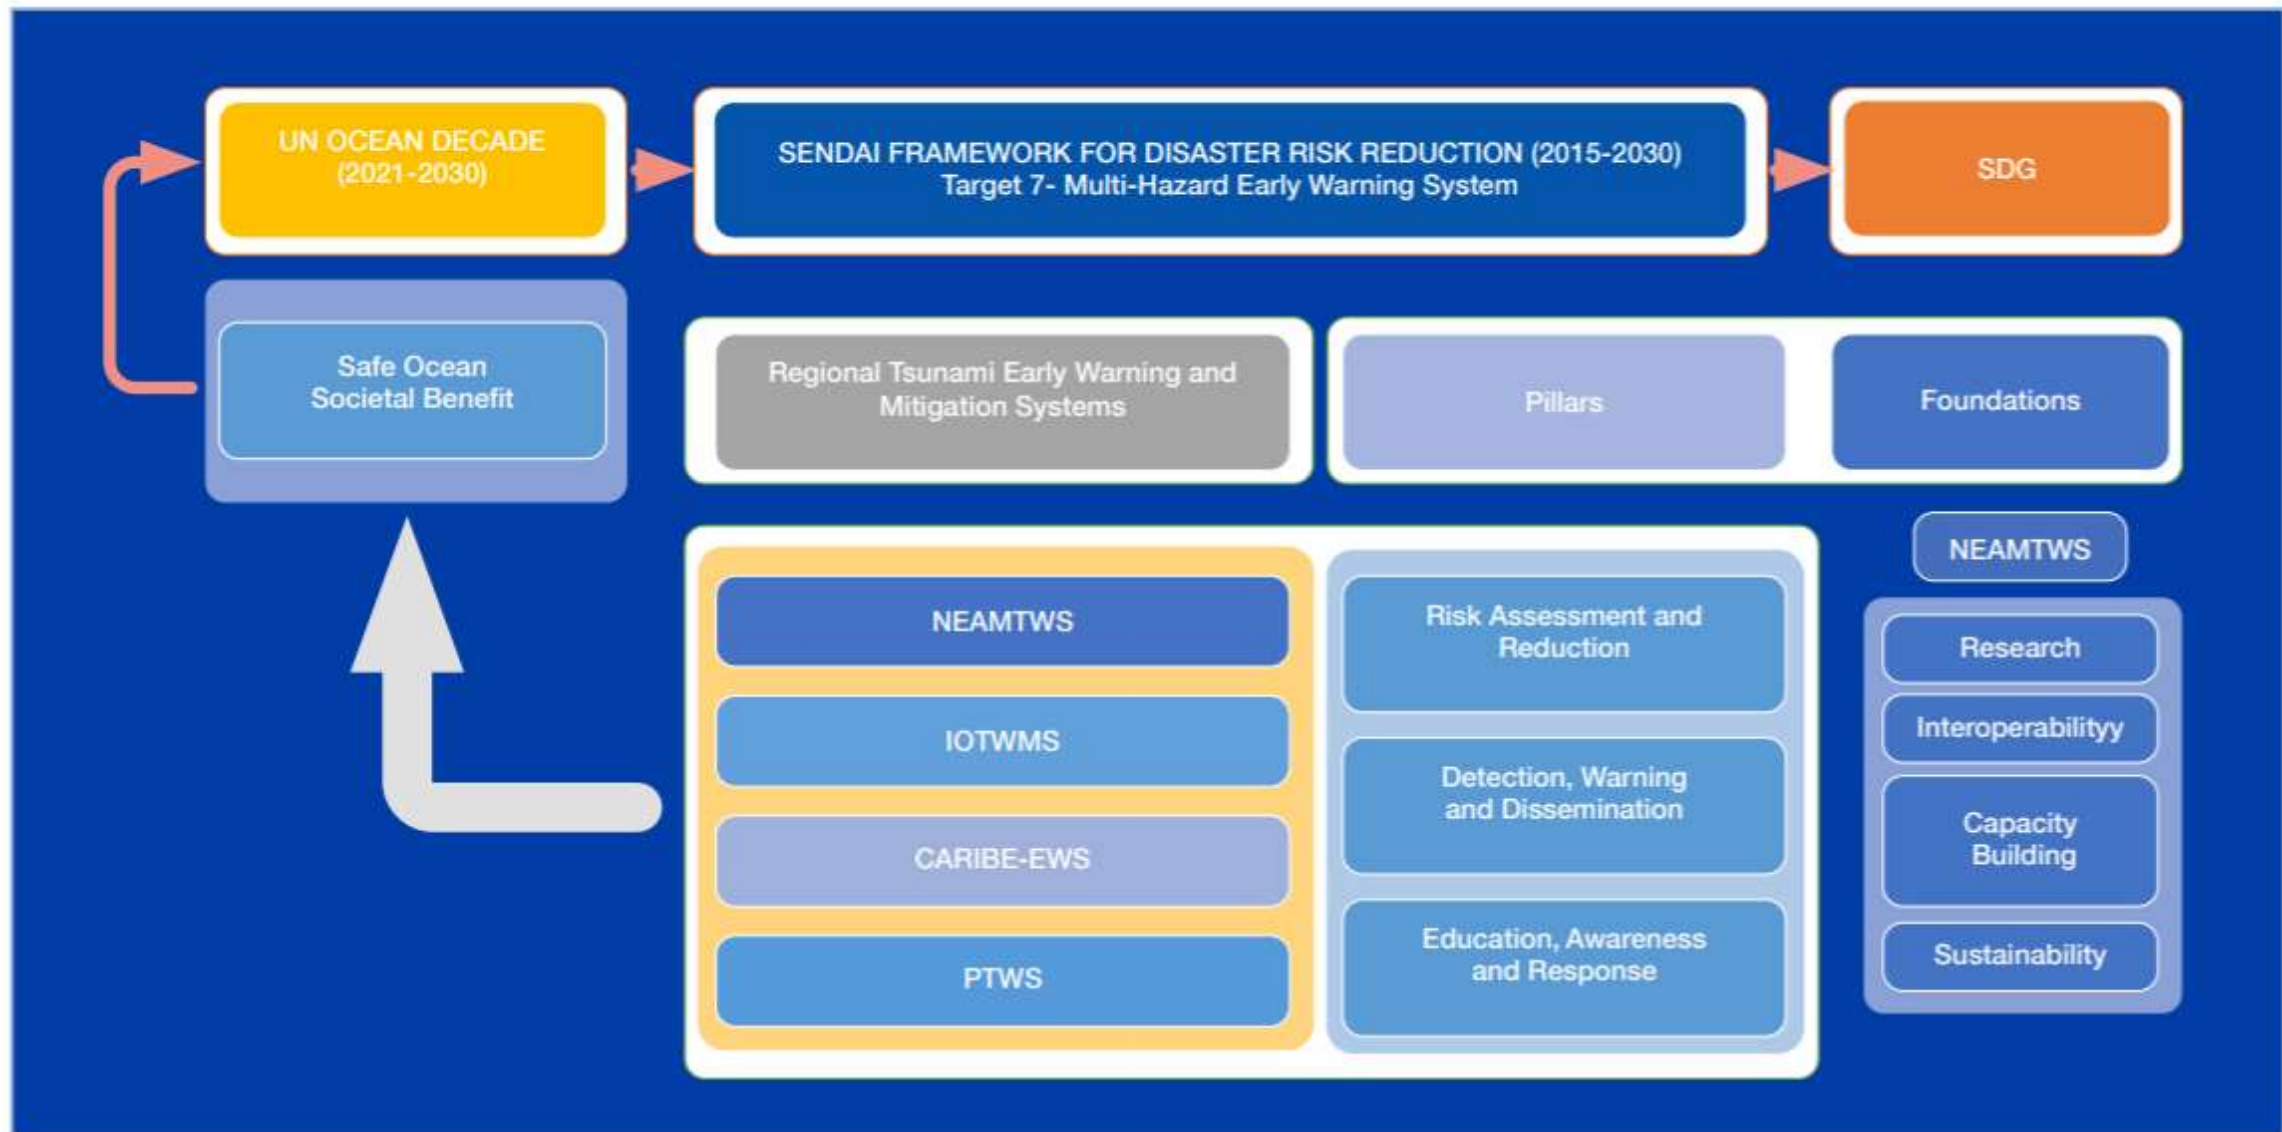 UN OCEAN DECADE
(2021-2030)
SENDAI FRAMEWORK FOR DISASTER RISK REDUCTION (2015-2030)
Target 7- Multi-Hazard Early Warning System
SDG
Safe Ocean
Societal Benefit
Regional Tsunami Early Warning and
Mitigation Systems
Pillars
Foundations
NEAMTWS
IOTWMS
CARIBE-EWS
PTWS
Risk Assessment and
Reduction
Detection, Warning
and Dissemination
Education, Awareness
and Response
NEAMTWS
Research
Interoperabilityy
Capacity
Building
Sustainability